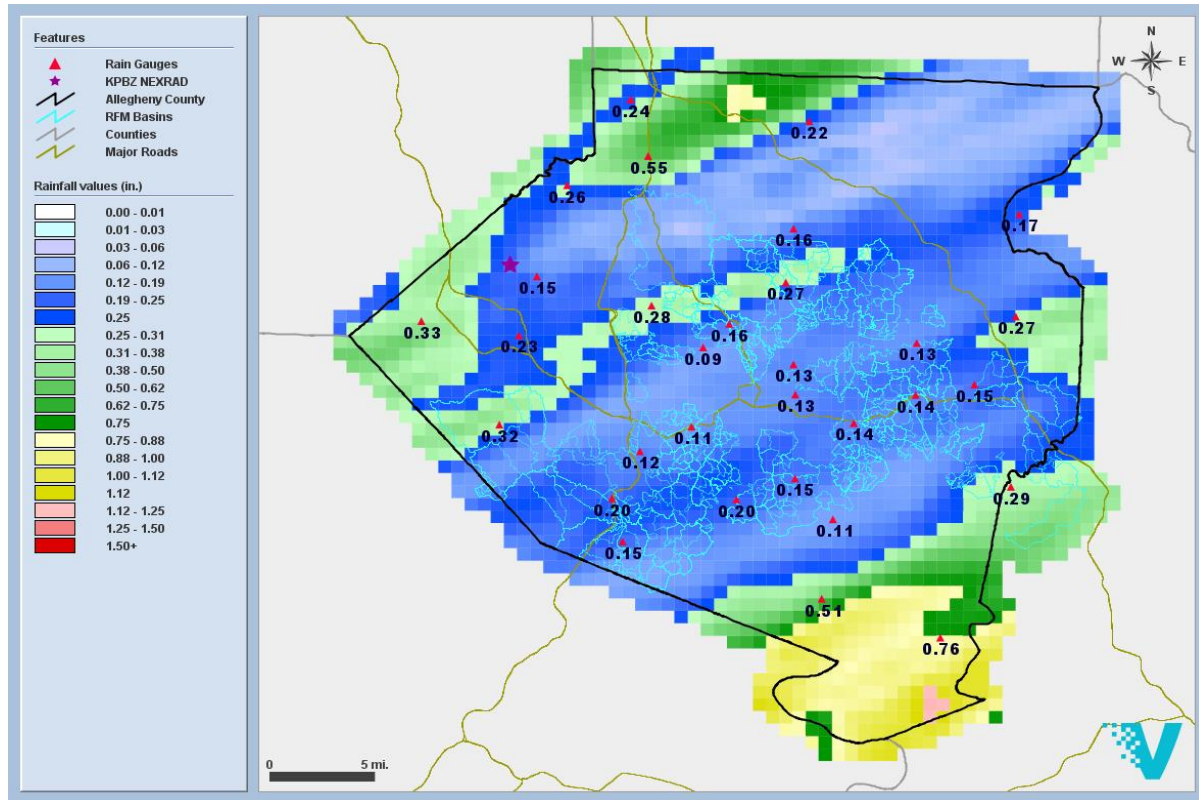 Features
Rain Gauges
KPBZ NEXRAD
Allegheny County
RFM Basins
Counties
Major Roads
Rainfall values (in.)
0.00 - 0.01
0.01 - 0.03
0.03 - 0.06
0.06 - 0.12
0.12 - 0.19
0.19 - 0.25
0.25
0.25 - 0.31
0.31 - 0.38
0.38 - 0.50
0.50 - 0.62
0.62 - 0.75
0.75
0.75 - 0.88
0.88 - 1.00
1.00 - 1.12
1.12
1.12 - 1.25
1.25 - 1.50
1.50+
N
W E
S
0.24
0.22
0.55
0.26
0.17
0.16
0.15
0.27
0.28
0.27
0.33
0.16
0.23
0.09
0.13
0.13
0.13
0.15
0.14
0.32
0.11
0.14
0.12
0.15
0.29
0.20
0.20
0.11
0.15
0.51
0.76
0 5 mi.
V